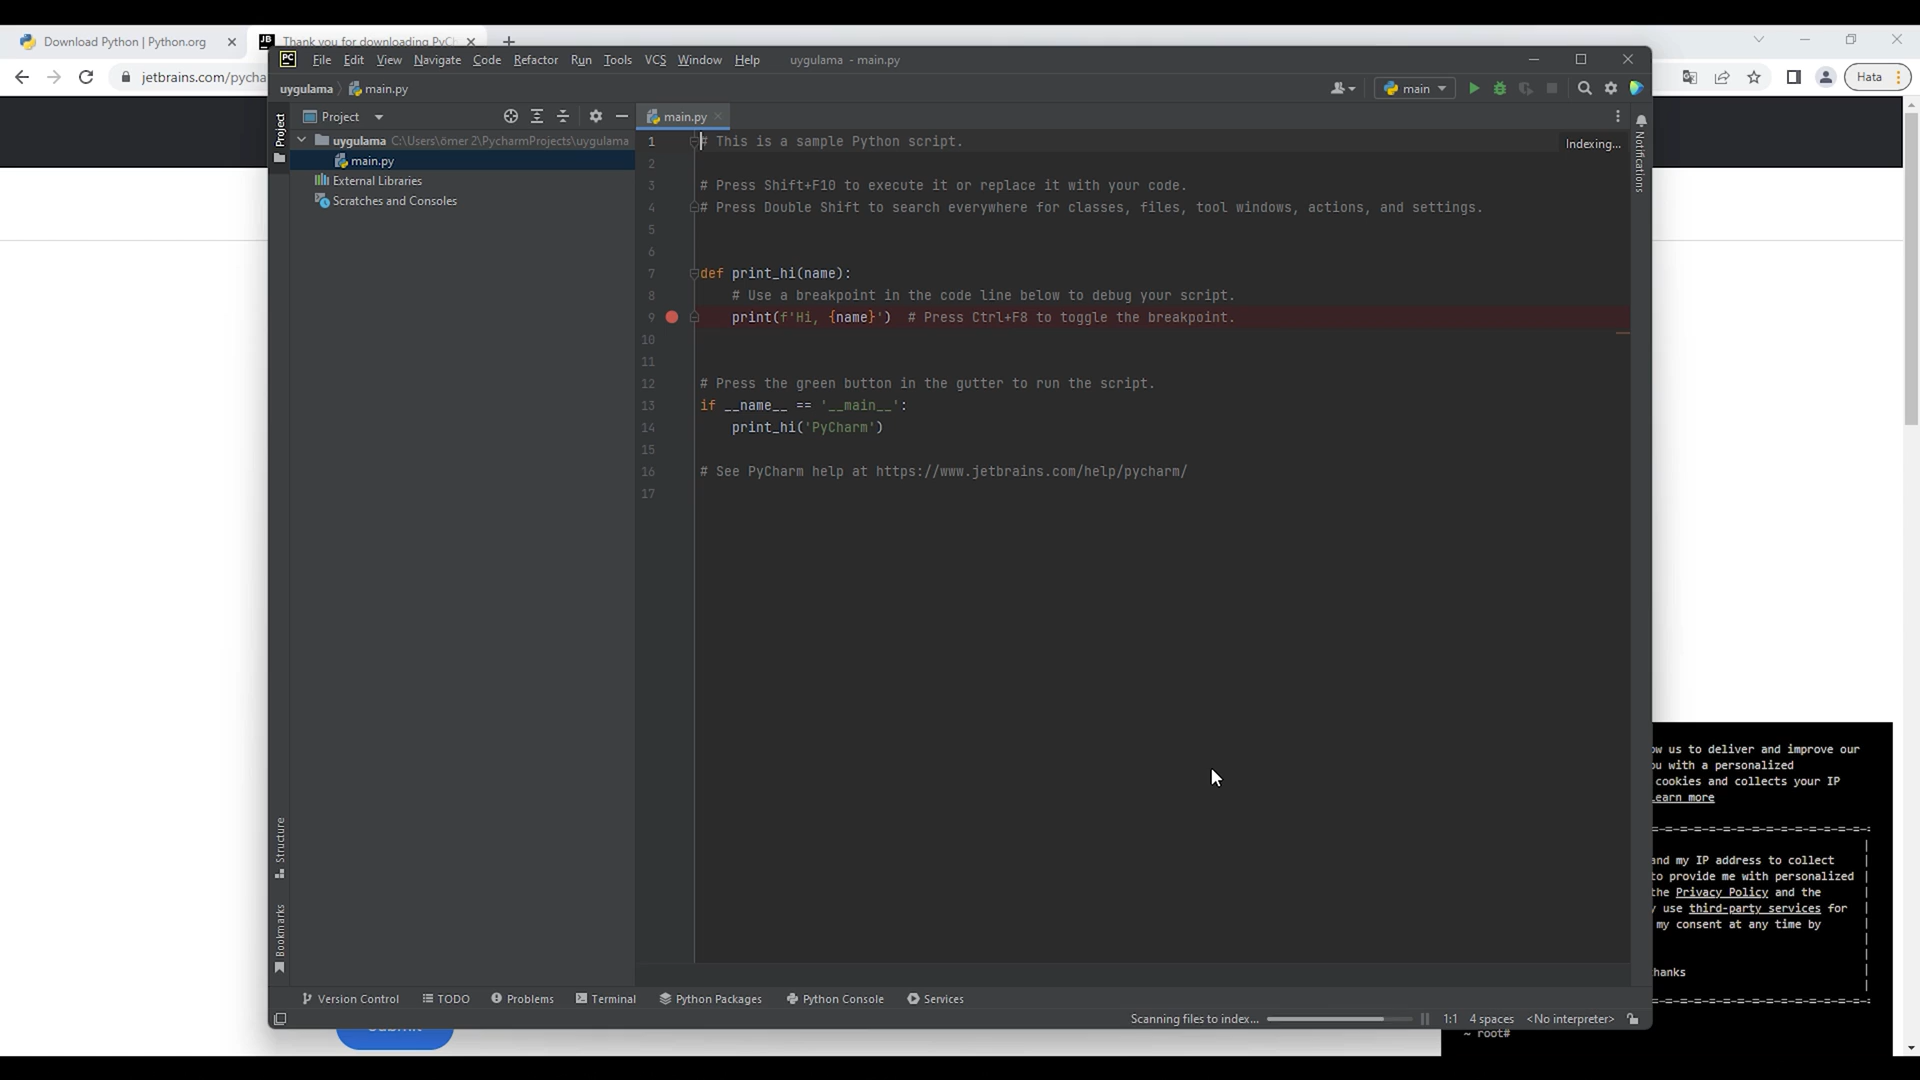 Download Python | Python.org
Thank you for downloading PyCh
jetbrains.com/pycha
Hata
File Edit View Navigate Code Refactor Run Tools VCS Window Help uygulama - main.py
uygulama main.py
main
Project
main.py
Project
uygulama C:\Users\ömer 2\PycharmProjects\uygulama
main.py
External Libraries
Scratches and Consoles
Indexing...
Notifications
1 # This is a sample Python script.
2
3 # Press Shift+F10 to execute it or replace it with your code.
4 # Press Double Shift to search everywhere for classes, files, tool windows, actions, and settings.
5
6
7 def print_hi(name):
8 # Use a breakpoint in the code line below to debug your script.
9 print(f'Hi, {name}') # Press Ctrl+F8 to toggle the breakpoint.
10
11
12 # Press the green button in the gutter to run the script.
13 if __name__ == '__main__':
14 print_hi('PyCharm')
15
16 # See PyCharm help at https://www.jetbrains.com/help/pycharm/
17
Structure
Bookmarks
us to deliver and improve our
with a personalized
cookies and collects your IP
earn more
and my IP address to collect
to provide me with personalized
the Privacy Policy and the
use third-party services for
my consent at any time by
hanks
~ root#
Version Control TODO Problems Terminal Python Packages Python Console Services
Scanning files to index... 1:1 4 spaces <No interpreter>